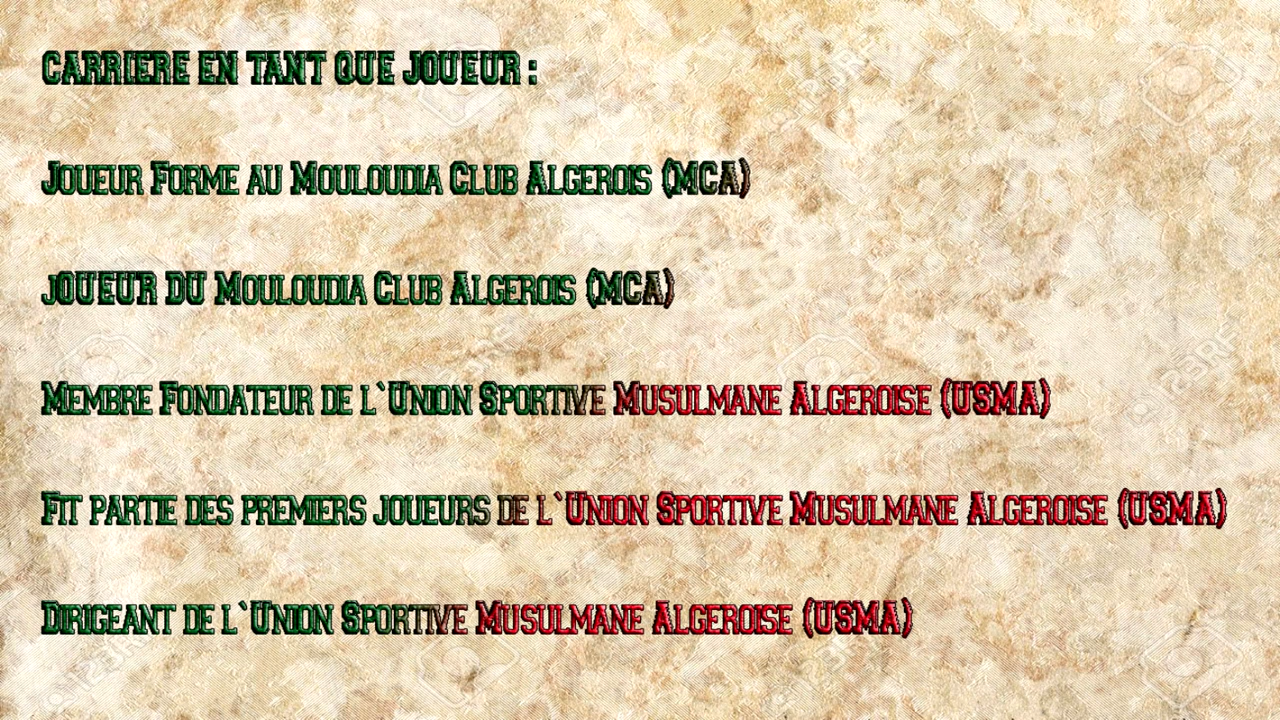 CARRIERE EN TANT QUE JOUEUR :
Joueur Forme au Mouloudia Club Algerois (MCA)
jOUEUR DU Mouloudia Club Algerois (MCA)
Membre Fondateur de l`Union Sportive Musulmane Algeroise (USMA)
Fit partie des premiers joueurs de l`Union Sportive Musulmane Algeroise (USMA)
Dirigeant de l`Union Sportive Musulmane Algeroise (USMA)